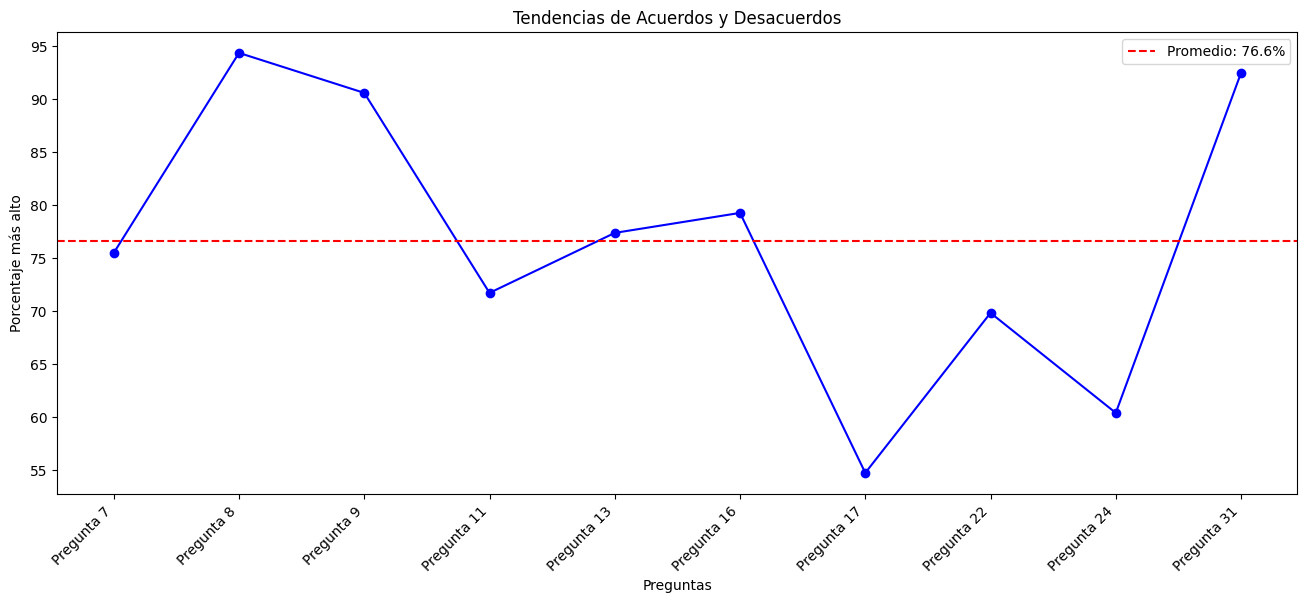 Tendencias de Acuerdos y Desacuerdos
Promedio: 76.6%
Porcentaje más alto
95
90
85
80
75
70
65
60
55
Pregunta 7
Pregunta 8
Pregunta 9
Pregunta 11
Pregunta 13
Pregunta 16
Pregunta 17
Pregunta 22
Pregunta 24
Pregunta 31
Preguntas